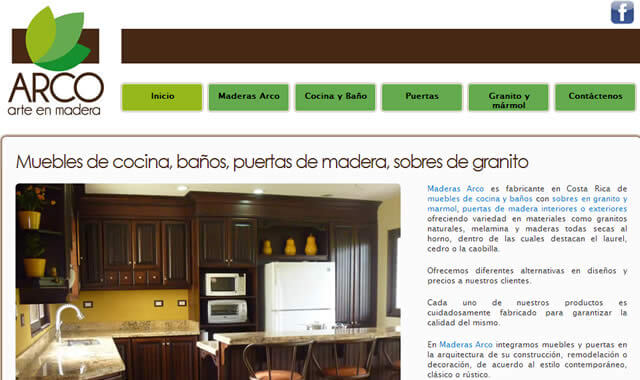 ARCO
arte en madera
Inicio
Maderas Arco
Cocina y Baño
Puertas
Granito y
mármol
Contáctenos
Muebles de cocina, baños, puertas de madera, sobres de granito
Maderas Arco es fabricante en Costa Rica de
muebles de cocina y baños con sobres en granito y
marmol, puertas de madera interiores o exteriores
ofreciendo variedad en materiales como granitos
naturales, melamina y maderas todas secas al
horno, dentro de las cuales destacan el laurel,
cedro o la caobilla.
Ofrecemos diferentes alternativas en diseños y
precios a nuestros clientes.
Cada uno de nuestros productos es
cuidadosamente fabricado para garantizar la
calidad del mismo.
En Maderas Arco integramos muebles y puertas en
la arquitectura de su construcción, remodelación o
decoración, de acuerdo al estilo contemporáneo,
clásico o rústico.